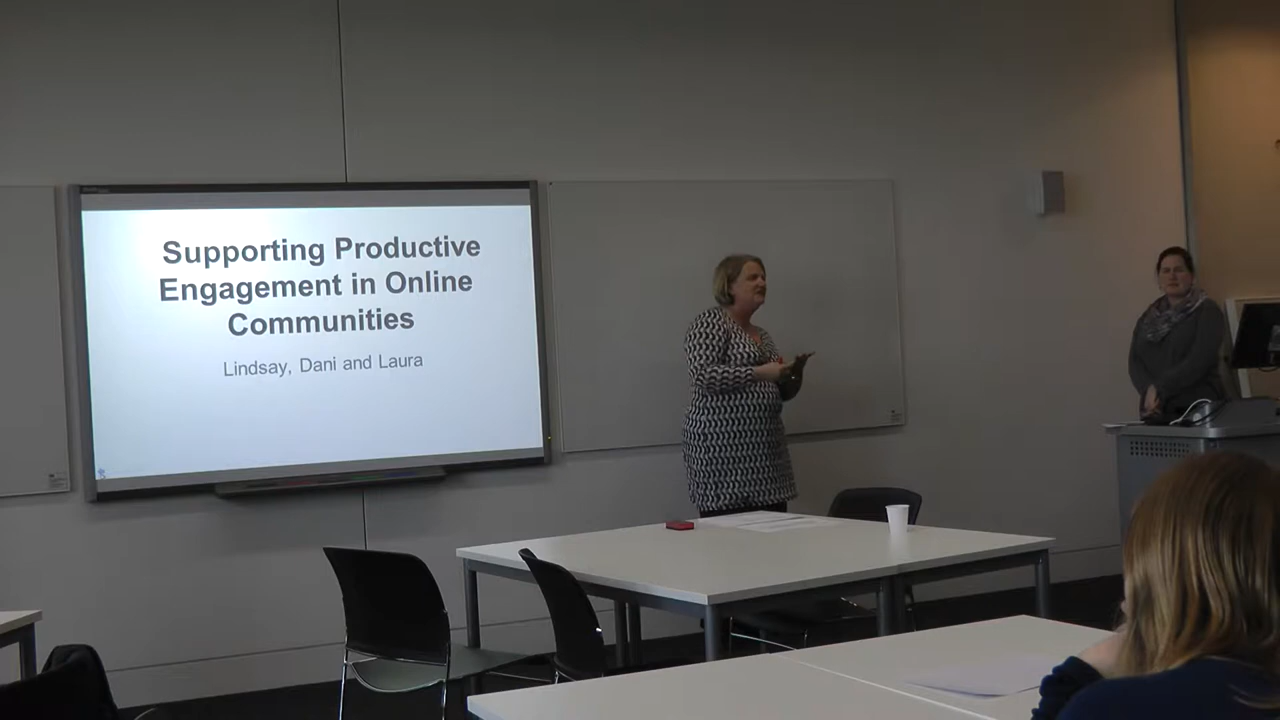 Supporting Productive
Engagement in Online
Communities
Lindsay, Dani and Laura